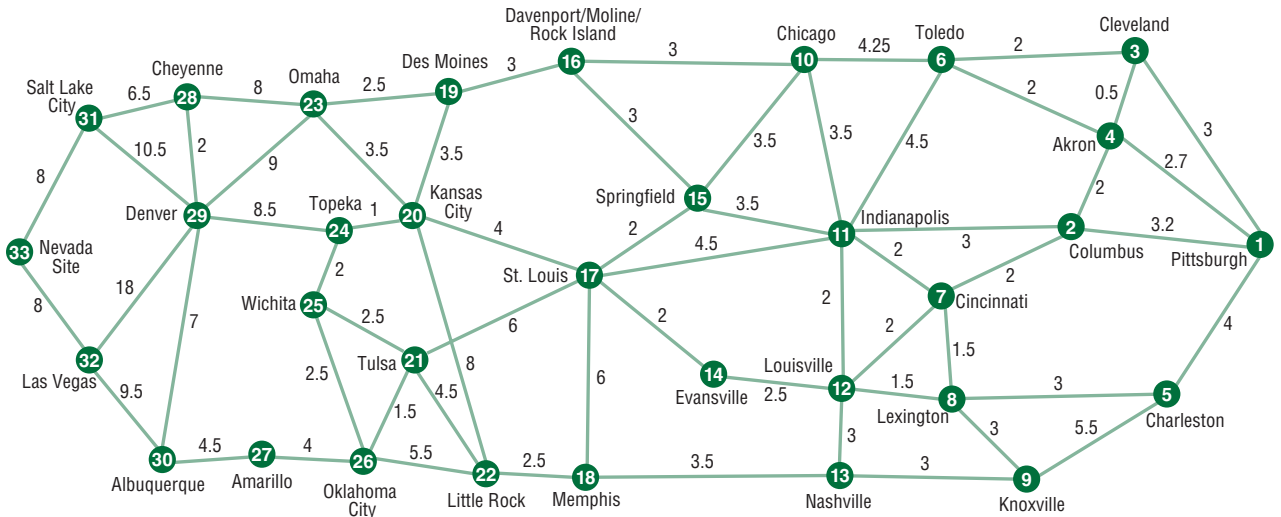 Davenport/Moline/
Rock Island
16
3
Chicago
10
4.25
Toledo
6
2
Cleveland
3
Cheyenne
28
8
Omaha
23
2.5
Des Moines
19
3
Salt Lake
City
31
6.5
10.5
2
9
3.5
3.5
3
3.5
3.5
4.5
2
0.5
3
Akron
4
2.7
8
Denver
29
8.5
Topeka
24
1
20
Kansas
City
4
Springfield
15
3.5
2
4.5
11
Indianapolis
3
2
2
Columbus
3.2
1
Pittsburgh
33
Nevada
Site
18
7
2
Wichita
25
2.5
St. Louis
17
6
2
2
2
7
Cincinnati
2
2
1.5
4
8
32
Las Vegas
9.5
2.5
Tulsa
21
8
4.5
1.5
6
14
Evansville
2.5
Louisville
12
1.5
8
Lexington
3
5
Charleston
3
3
5.5
30
Albuquerque
4.5
27
Amarillo
4
26
Oklahoma
City
5.5
22
Little Rock
2.5
18
Memphis
3.5
13
Nashville
3
9
Knoxville